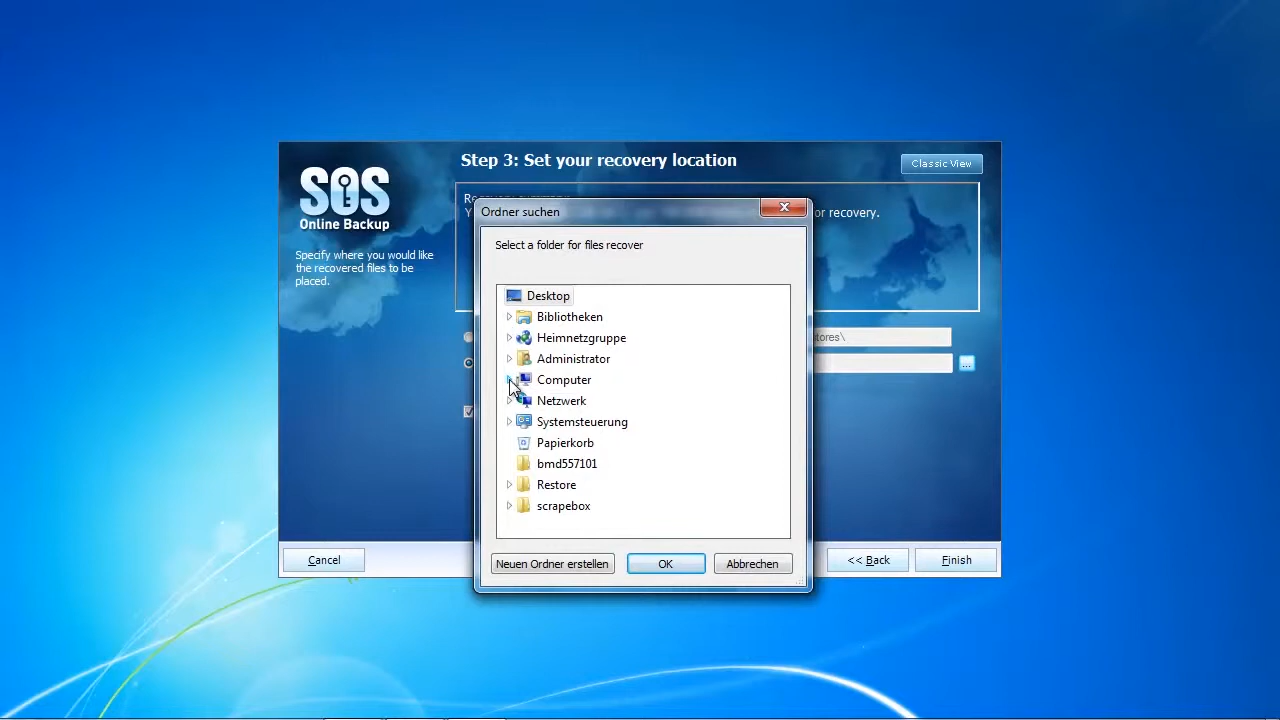 Step 3: Set your recovery location
Classic View
SOS
Online Backup
Specify where you would like
the recovered files to be
placed.
or recovery.
Ordner suchen
Select a folder for files recover
Desktop
Bibliotheken
Heimnetzgruppe
Administrator
Computer
Netzwerk
Systemsteuerung
Papierkorb
bmd557101
Restore
scrapebox
tores\
...
Neuen Ordner erstellen
OK
Abbrechen
Cancel
<< Back
Finish